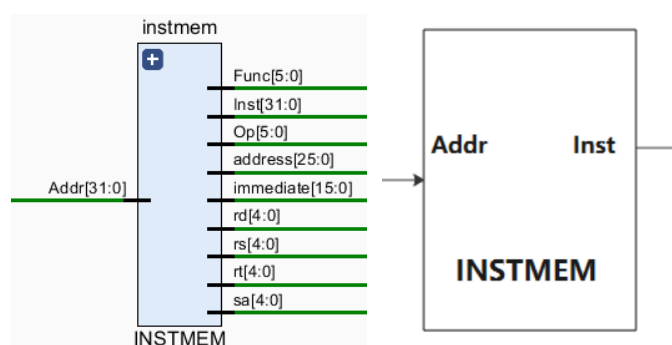 instmem
Func[5:0]
Inst[31:0]
Op[5:0]
address[25:0]
Addr[31:0]
immediate[15:0]
rd[4:0]
rs[4:0]
rt[4:0]
sa[4:0]
INSTMEM
Addr
Inst
INSTMEM